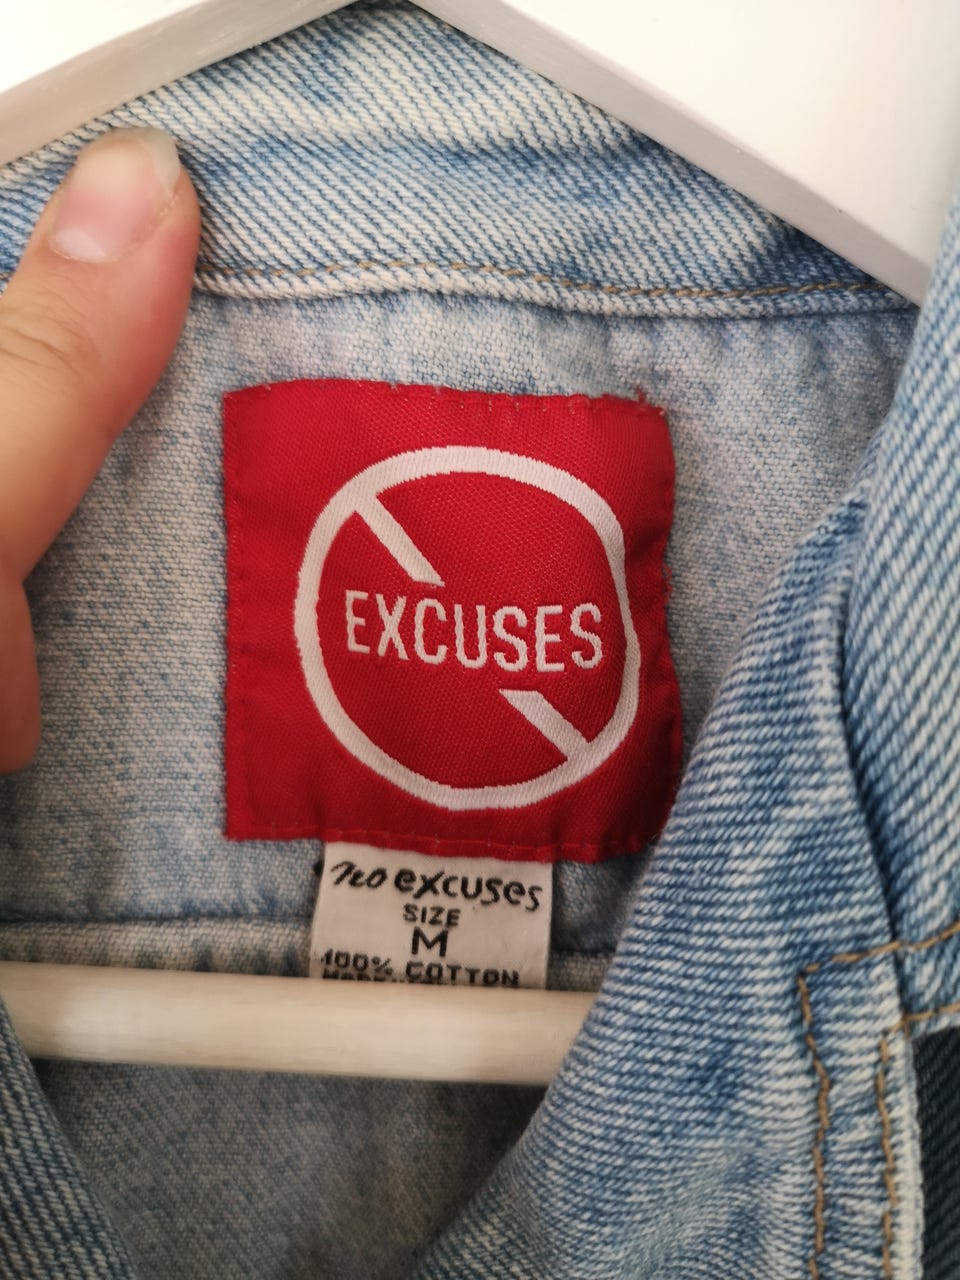 EXCUSES
no excuses
SIZE
M
100% COTTON